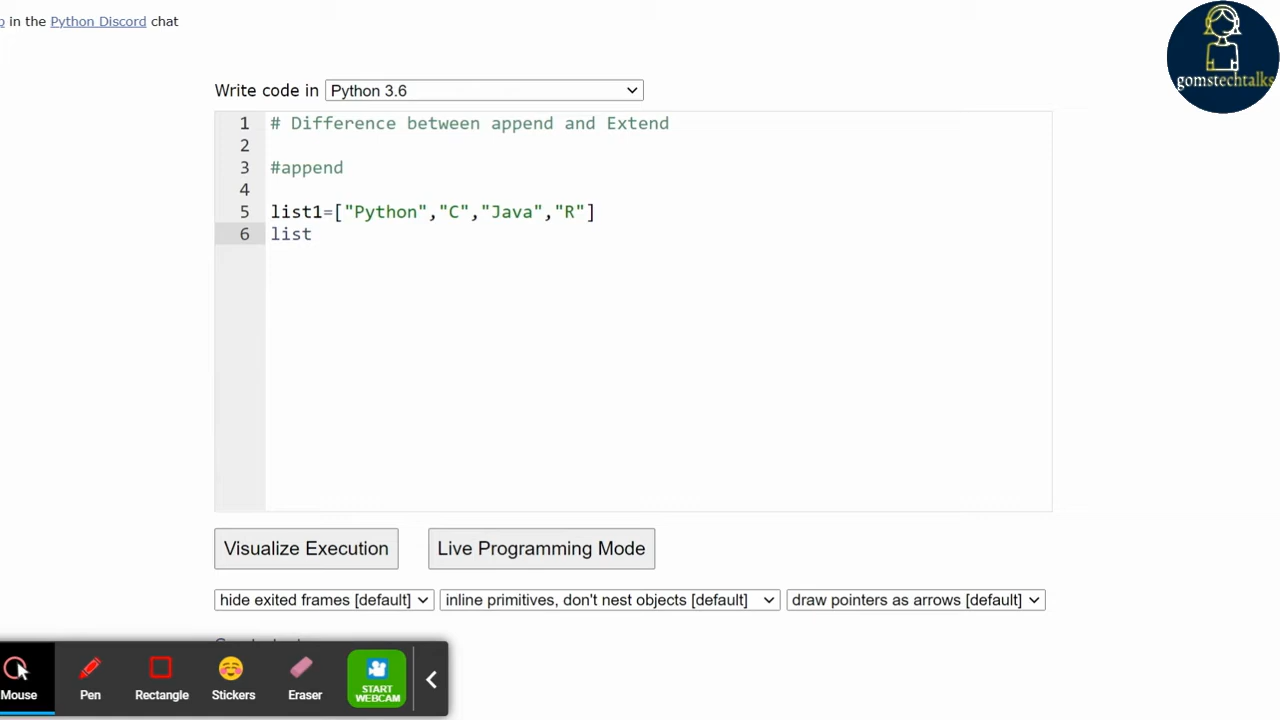 in the Python Discord chat
gomstechtalks
Write code in Python 3.6
1 # Difference between append and Extend
2
3 #append
4
5 list1=["Python","C","Java","R"]
6 list
Visualize Execution Live Programming Mode
hide exited frames [default] inline primitives, don't nest objects [default] draw pointers as arrows [default]
Mouse Pen Rectangle Stickers Eraser START WEBCAM